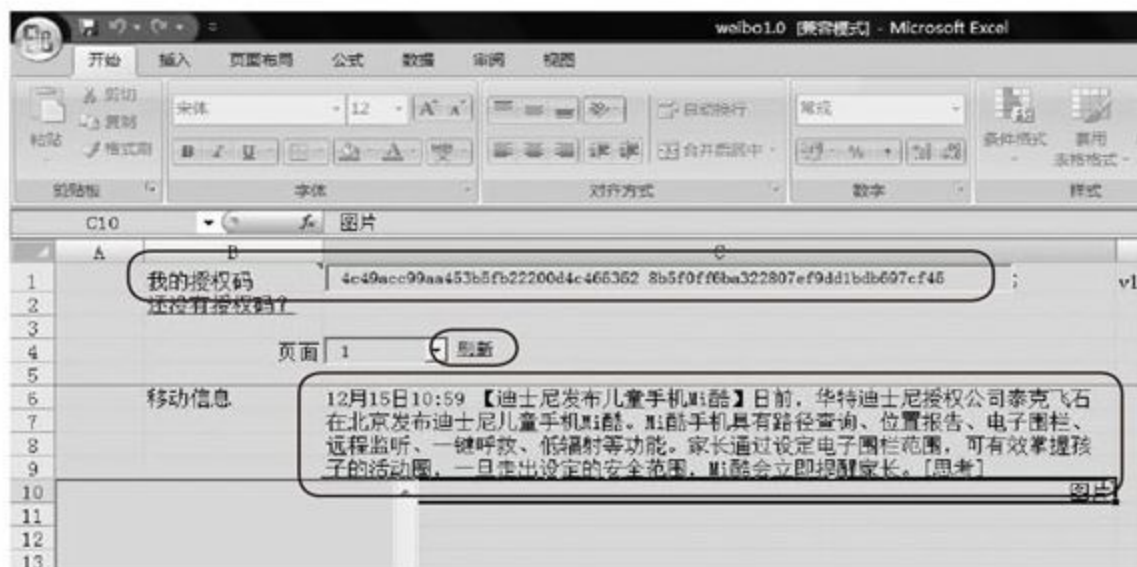 weibo1.0 [兼容模式] - Microsoft Excel
开始 插入 页面布局 公式 数据 审阅 视图
剪切
宋体 12 A A 自动换行 常规
复制
粘贴 格式刷 B I U A 合并后居中 % 条件格式 套用
表格格式
剪贴板 字体 对齐方式 数字 样式
C10 fx 图片
A B C
1 我的授权码 ;
2 还没有授权码?
3
4 页面 1 刷新
5
6 移动信息 12月15日10:59 【迪士尼发布儿童手机Mi酷】日前，华特迪士尼授权公司泰克飞石
7 在北京发布迪士尼儿童手机Mi酷。Mi酷手机具有路径查询、位置报告、电子围栏、
8 远程监听、一键呼救、低辐射等功能。家长通过设定电子围栏范围，可有效掌握孩
9 子的活动圈，一旦走出设定的安全范围，Mi酷会立即提醒家长。[思考]
10 图片
11
12
13